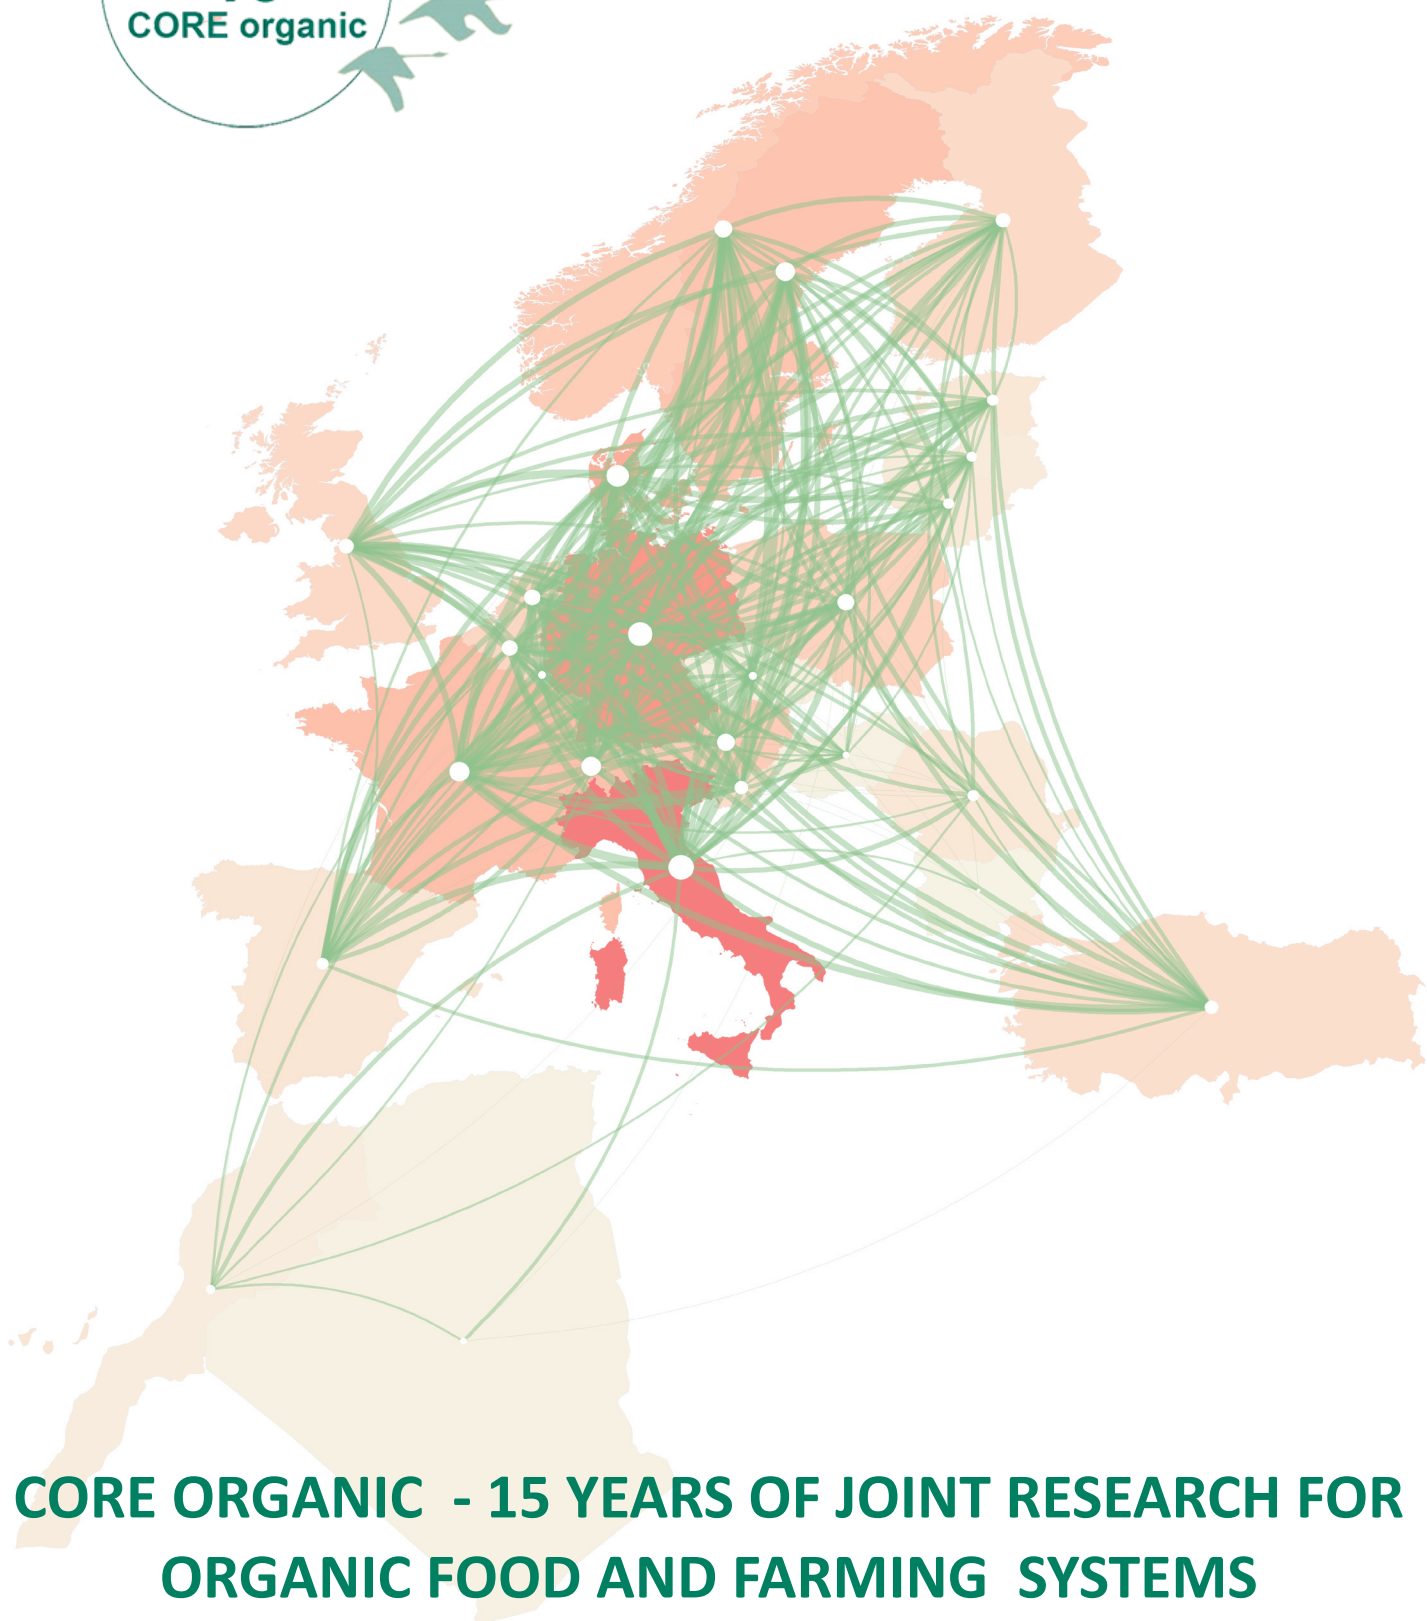 CORE organic
CORE ORGANIC - 15 YEARS OF JOINT RESEARCH FOR
ORGANIC FOOD AND FARMING SYSTEMS